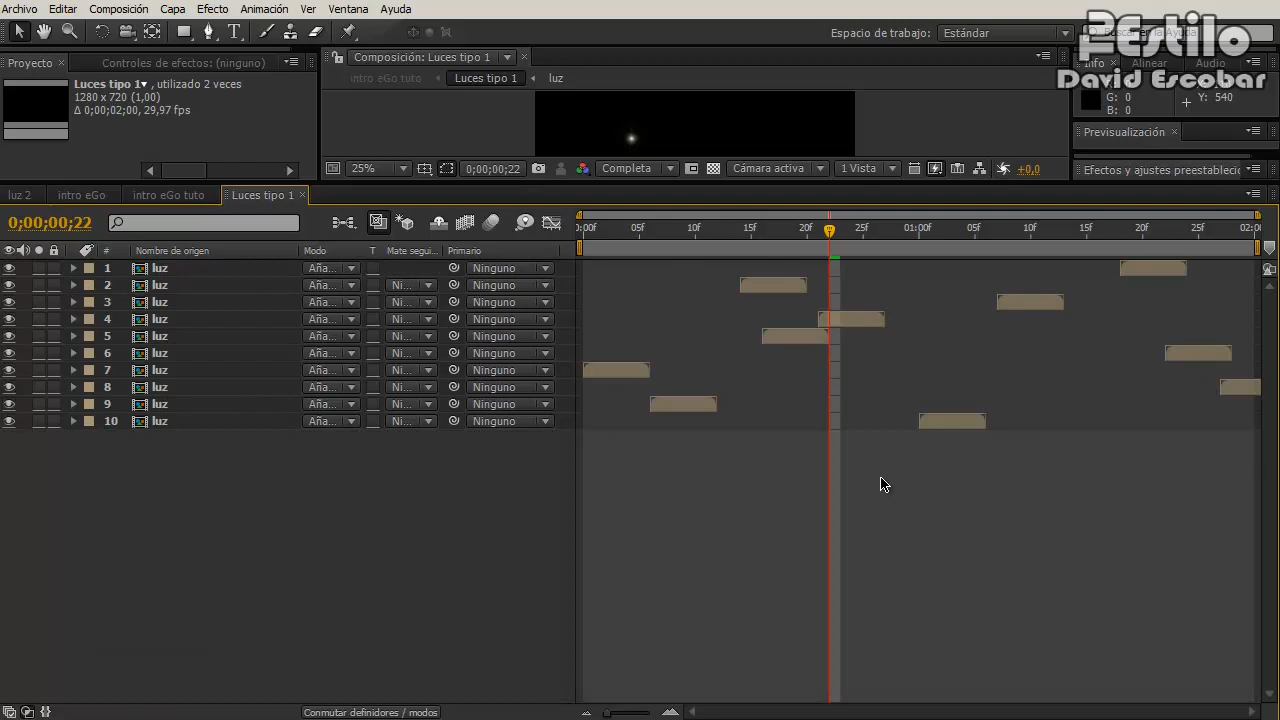 Archivo Editar Composición Capa Efecto Animación Ver Ventana Ayuda
Espacio de trabajo: Estándar
Buscar en la Ayuda
Estilo
David Escobar
Proyecto Controles de efectos: (ninguno)
Composición: Luces tipo 1
Info Alinear Audio
Luces tipo 1 , utilizado 2 veces
1280 x 720 (1,00)
Δ 0;00;02;00, 29,97 fps
intro eGo tuto Luces tipo 1 luz
G: 0
B: 0
Y: 540
Previsualización
25% 0;00;00;22 Completa Cámara activa 1 Vista +0,0
Efectos y ajustes preestableci
luz 2 intro eGo intro eGo tuto Luces tipo 1
0;00;00;22
0:00f 05f 10f 15f 20f 25f 01:00f 05f 10f 15f 20f 25f 02:00
# Nombre de origen Modo T Mate segui... Primario
1 luz Aña... Ninguno
2 luz Aña... Ni... Ninguno
3 luz Aña... Ni... Ninguno
4 luz Aña... Ni... Ninguno
5 luz Aña... Ni... Ninguno
6 luz Aña... Ni... Ninguno
7 luz Aña... Ni... Ninguno
8 luz Aña... Ni... Ninguno
9 luz Aña... Ni... Ninguno
10 luz Aña... Ni... Ninguno
Conmutar definidores / modos